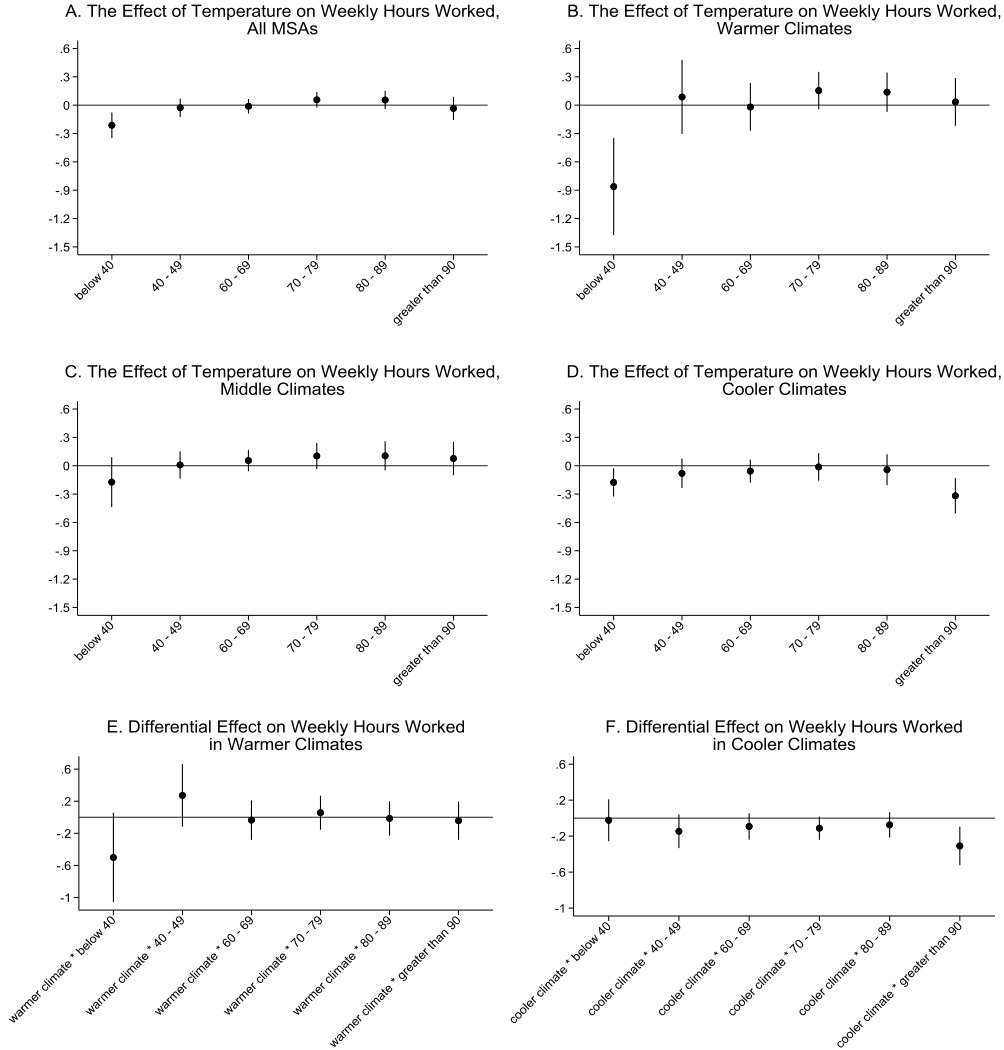 A. The Effect of Temperature on Weekly Hours Worked,
All MSAs
.6
.3
0
-.3
-.6
-.9
-1.2
-1.5
below 40
40 - 49
60 - 69
70 - 79
80 - 89
greater than 90
B. The Effect of Temperature on Weekly Hours Worked,
Warmer Climates
.6
.3
0
-.3
-.6
-.9
-1.2
-1.5
below 40
40 - 49
60 - 69
70 - 79
80 - 89
greater than 90
C. The Effect of Temperature on Weekly Hours Worked,
Middle Climates
.6
.3
0
-.3
-.6
-.9
-1.2
-1.5
below 40
40 - 49
60 - 69
70 - 79
80 - 89
greater than 90
D. The Effect of Temperature on Weekly Hours Worked,
Cooler Climates
.6
.3
0
-.3
-.6
-.9
-1.2
-1.5
below 40
40 - 49
60 - 69
70 - 79
80 - 89
greater than 90
E. Differential Effect on Weekly Hours Worked
in Warmer Climates
.6
.2
-.2
-.6
-1
warmer climate * below 40
warmer climate * 40 - 49
warmer climate * 60 - 69
warmer climate * 70 - 79
warmer climate * 80 - 89
warmer climate * greater than 90
F. Differential Effect on Weekly Hours Worked
in Cooler Climates
.6
.2
-.2
-.6
-1
cooler climate * below 40
cooler climate * 40 - 49
cooler climate * 60 - 69
cooler climate * 70 - 79
cooler climate * 80 - 89
cooler climate * greater than 90